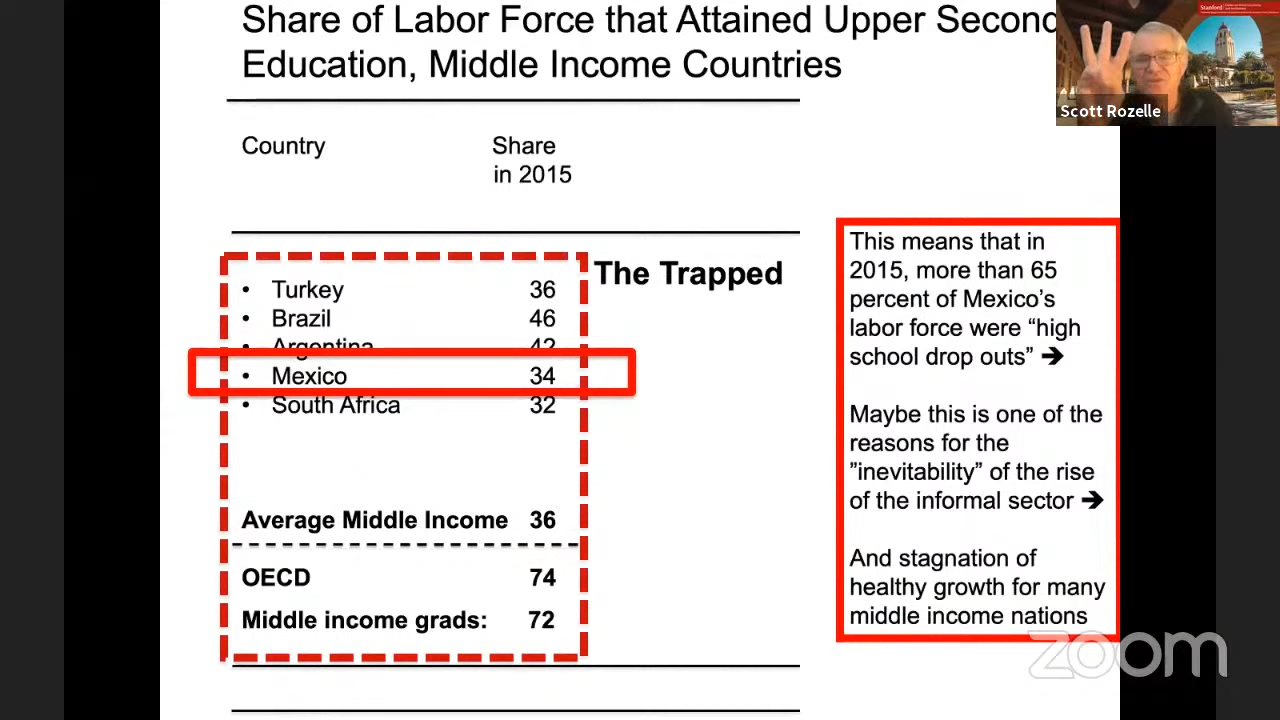 Share of Labor Force that Attained Upper Second
Education, Middle Income Countries
Stanford
Scott Rozelle
Country Share
in 2015
The Trapped
• Turkey 36
• Brazil 46
• Argentina 42
• Mexico 34
• South Africa 32
Average Middle Income 36
OECD 74
Middle income grads: 72
This means that in
2015, more than 65
percent of Mexico’s
labor force were “high
school drop outs” ➔
Maybe this is one of the
reasons for the
”inevitability” of the rise
of the informal sector ➔
And stagnation of
healthy growth for many
middle income nations
zoom